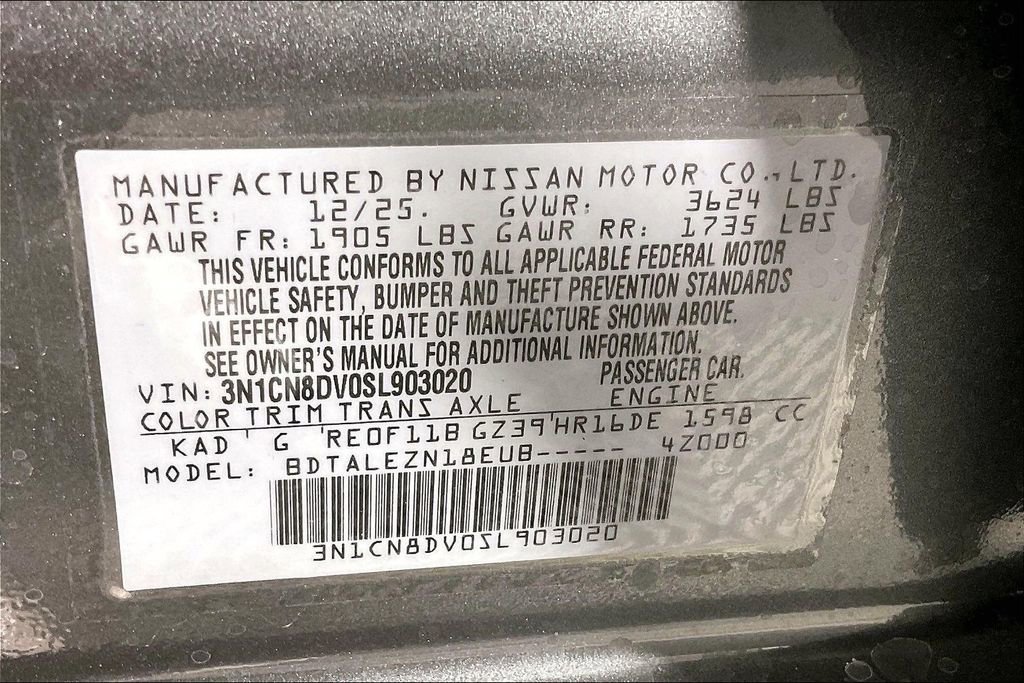 MANUFACTURED BY NISSAN MOTOR CO., LTD.
DATE: 12/25. GVWR: 3624 LBS
GAWR FR: 1905 LBS GAWR RR: 1735 LBS
THIS VEHICLE CONFORMS TO ALL APPLICABLE FEDERAL MOTOR
VEHICLE SAFETY, BUMPER AND THEFT PREVENTION STANDARDS
IN EFFECT ON THE DATE OF MANUFACTURE SHOWN ABOVE.
SEE OWNER'S MANUAL FOR ADDITIONAL INFORMATION.
VIN: 3N1CN8DV0SL903020 PASSENGER CAR.
COLOR TRIM TRANS AXLE ENGINE
KAD G RE0F11B GZ39 HR16DE 1598 CC
MODEL: BDTALEZN18EUB----- 4Z000
3N1CN8DV0SL903020